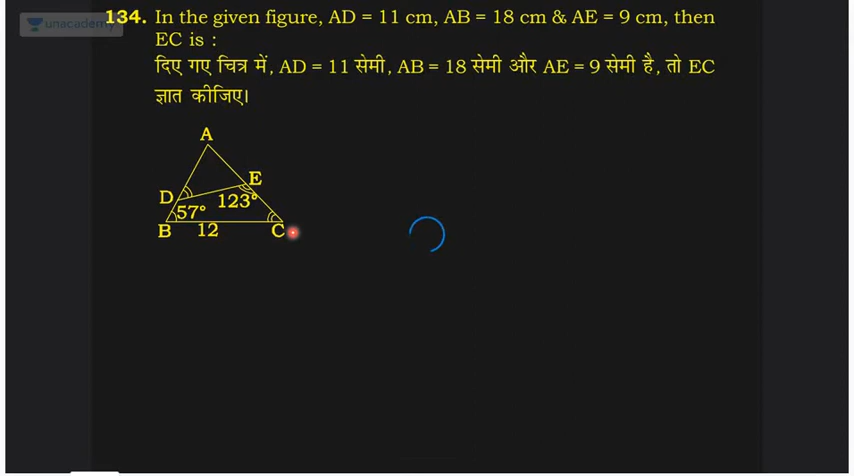 unacademy
134. In the given figure, AD = 11 cm, AB = 18 cm & AE = 9 cm, then
EC is :
दिए गए चित्र में, AD = 11 सेमी, AB = 18 सेमी और AE = 9 सेमी है, तो EC
ज्ञात कीजिए।
A
E
D
123°
57°
B 12 C